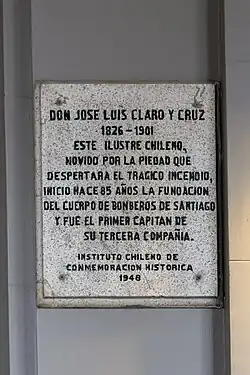 DON JOSE LUIS CLARO Y CRUZ
1826 - 1901
ESTE ILUSTRE CHILENO,
MOVIDO POR LA PIEDAD QUE
DESPERTARA EL TRAGICO INCENDIO,
INICIO HACE 85 AÑOS LA FUNDACION
DEL CUERPO DE BOMBEROS DE SANTIAGO
Y FUE EL PRIMER CAPITAN DE
SU TERCERA COMPAÑIA.
INSTITUTO CHILENO DE
CONMEMORACION HISTORICA
1948